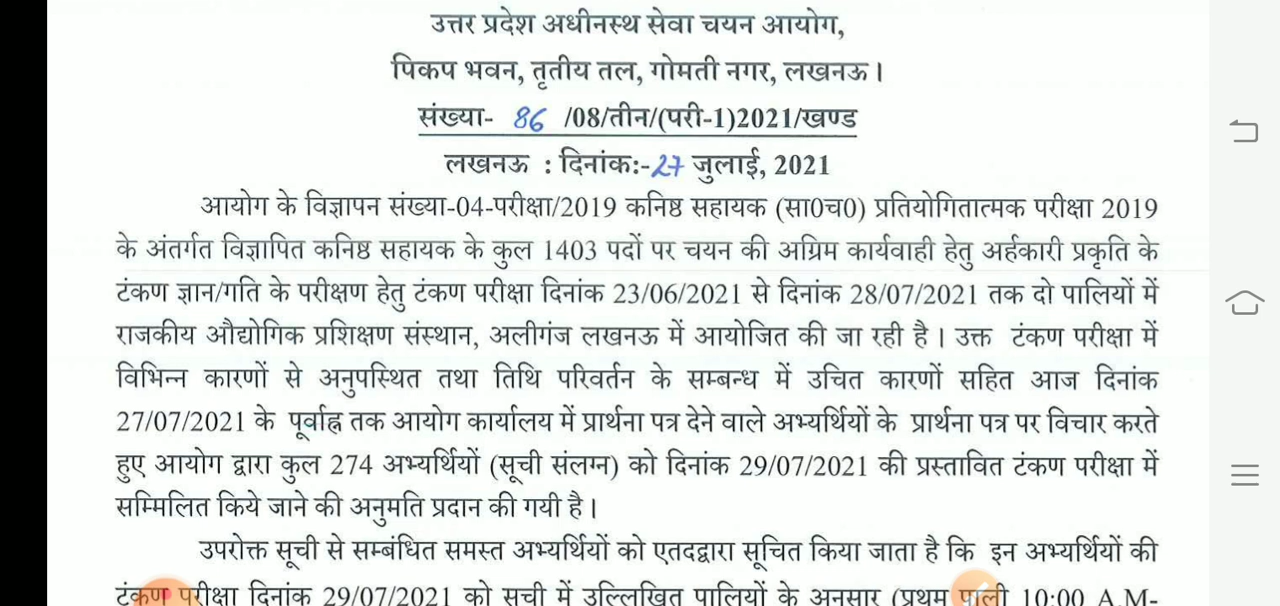 उत्तर प्रदेश अधीनस्थ सेवा चयन आयोग,
पिकप भवन, तृतीय तल, गोमती नगर, लखनऊ।
संख्या- 86 /08/तीन/(परी-1)2021/खण्ड
लखनऊ : दिनांक:-27 जुलाई, 2021
आयोग के विज्ञापन संख्या-04-परीक्षा/2019 कनिष्ठ सहायक (सा0च0) प्रतियोगितात्मक परीक्षा 2019
के अंतर्गत विज्ञापित कनिष्ठ सहायक के कुल 1403 पदों पर चयन की अग्रिम कार्यवाही हेतु अर्हकारी प्रकृति के
टंकण ज्ञान/गति के परीक्षण हेतु टंकण परीक्षा दिनांक 23/06/2021 से दिनांक 28/07/2021 तक दो पालियों में
राजकीय औद्योगिक प्रशिक्षण संस्थान, अलीगंज लखनऊ में आयोजित की जा रही है। उक्त टंकण परीक्षा में
विभिन्न कारणों से अनुपस्थित तथा तिथि परिवर्तन के सम्बन्ध में उचित कारणों सहित आज दिनांक
27/07/2021 के पूर्वाह्न तक आयोग कार्यालय में प्रार्थना पत्र देने वाले अभ्यर्थियों के प्रार्थना पत्र पर विचार करते
हुए आयोग द्वारा कुल 274 अभ्यर्थियों (सूची संलग्न) को दिनांक 29/07/2021 की प्रस्तावित टंकण परीक्षा में
सम्मिलित किये जाने की अनुमति प्रदान की गयी है।
उपरोक्त सूची से सम्बंधित समस्त अभ्यर्थियों को एतदद्वारा सूचित किया जाता है कि इन अभ्यर्थियों की
टंकण परीक्षा दिनांक 29/07/2021 को सूची में उल्लिखित पालियों के अनुसार (प्रथम पाली 10:00 A.M-